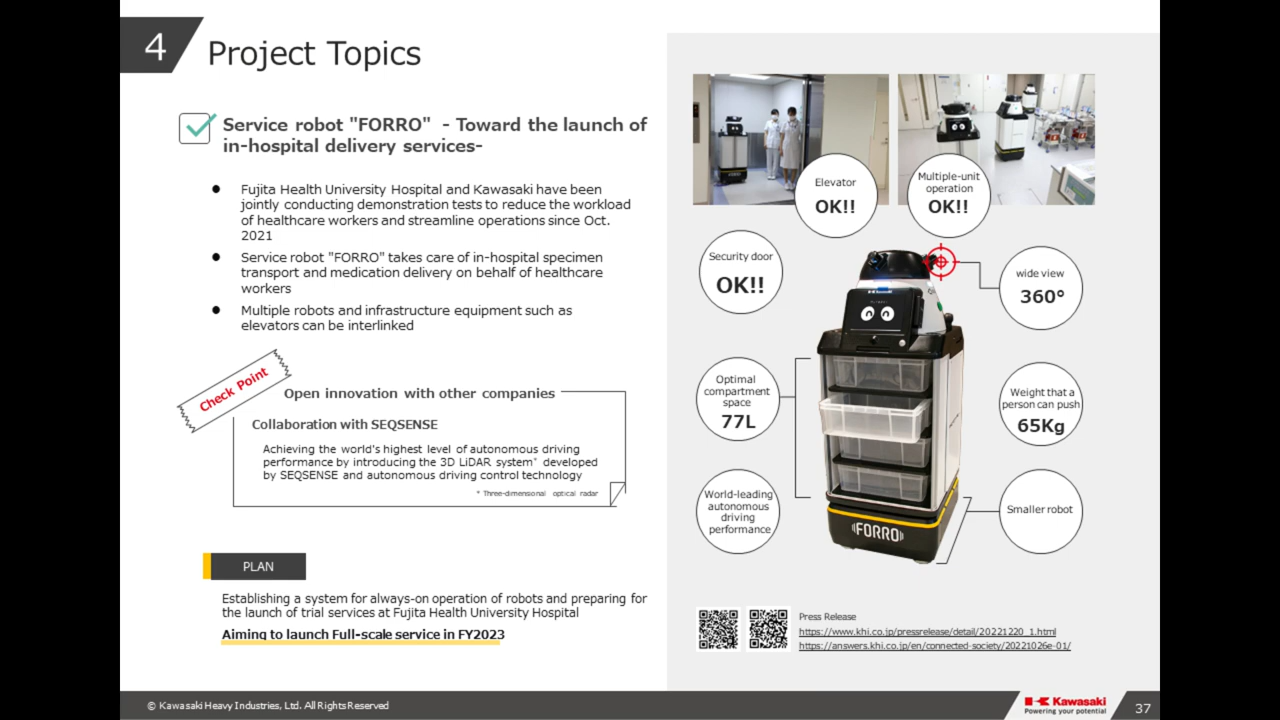 4
Project Topics
Service robot "FORRO" - Toward the launch of
in-hospital delivery services-
● Fujita Health University Hospital and Kawasaki have been
jointly conducting demonstration tests to reduce the workload
of healthcare workers and streamline operations since Oct.
2021
● Service robot "FORRO" takes care of in-hospital specimen
transport and medication delivery on behalf of healthcare
workers
● Multiple robots and infrastructure equipment such as
elevators can be interlinked
Check Point
Open innovation with other companies
Collaboration with SEQSENSE
Achieving the world's highest level of autonomous driving
performance by introducing the 3D LiDAR system* developed
by SEQSENSE and autonomous driving control technology
* Three-dimensional optical radar
PLAN
Establishing a system for always-on operation of robots and preparing for
the launch of trial services at Fujita Health University Hospital
Aiming to launch Full-scale service in FY2023
Elevator
OK!!
Multiple-unit
operation
OK!!
Security door
OK!!
wide view
360°
Optimal
compartment
space
77L
Weight that a
person can push
65Kg
World-leading
autonomous
driving
performance
Smaller robot
Kawasaki
FORRO
Press Release
https://www.khi.co.jp/pressrelease/detail/20221220_1.html
https://answers.khi.co.jp/en/connected-society/20221026e-01/
© Kawasaki Heavy Industries, Ltd. All Rights Reserved
Kawasaki
Powering your potential
37